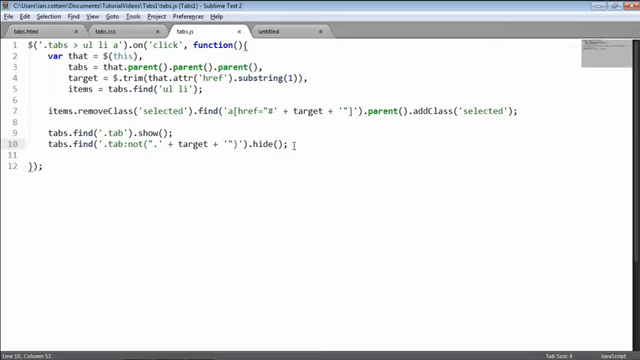 C:\Users\ian.cottam\Documents\TutorialVideos\Tabs1\tabs.js (Tabs1) - Sublime Text 2
File Edit Selection Find View Goto Tools Project Preferences Help
tabs.html × tabs.css × tabs.js × untitled
1 $('.tabs > ul li a').on('click', function(){
2 var that = $(this),
3 tabs = that.parent().parent().parent(),
4 target = $.trim(that.attr('href').substring(1)),
5 items = tabs.find('ul li');
6
7 items.removeClass('selected').find('a[href="#' + target + '"]').parent().addClass('selected');
8
9 tabs.find('.tab').show();
10 tabs.find('.tab:not(".' + target + '")').hide();
11
12 });
Line 10, Column 53 Tab Size: 4 JavaScript